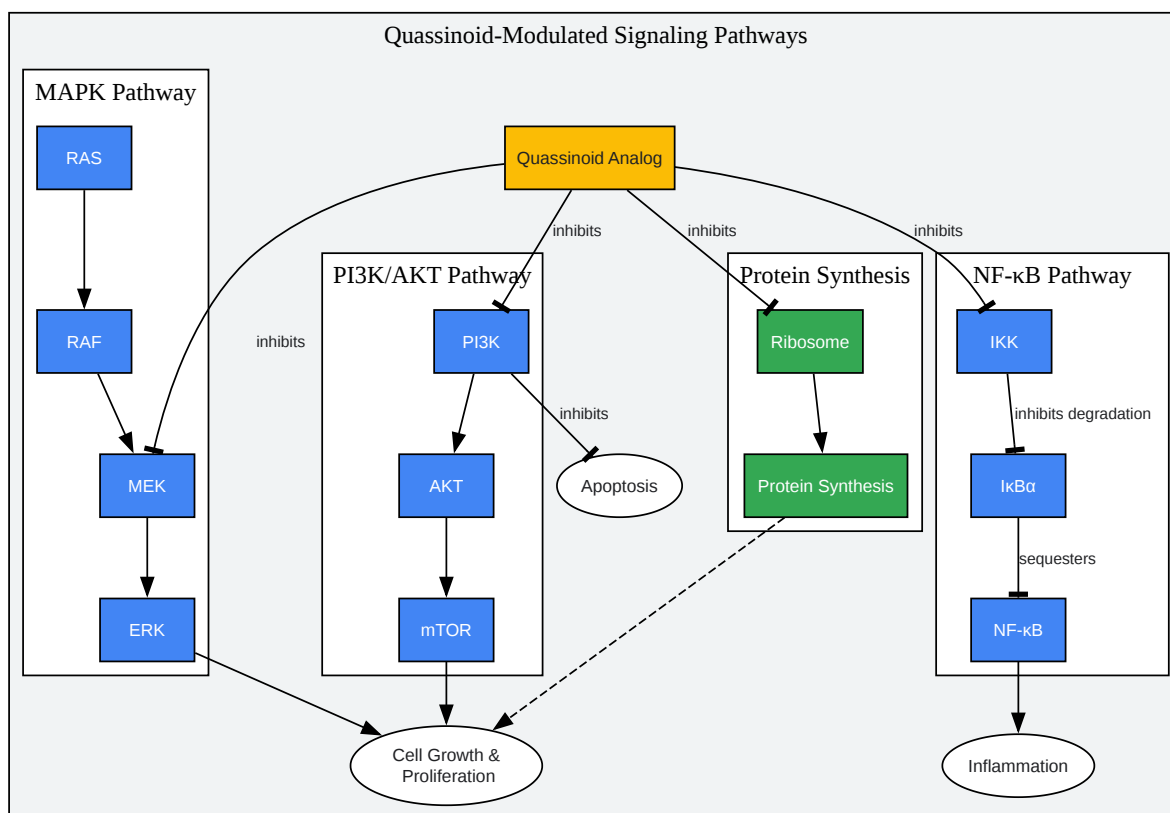 Quassinoid-Modulated Signaling Pathways
MAPK Pathway
RAS
Quassinoid Analog
inhibits
inhibits
inhibits
PI3K/AKT Pathway
Protein Synthesis
NF-κB Pathway
RAF
inhibits
PI3K
Ribosome
IKK
inhibits
inhibits degradation
MEK
AKT
Apoptosis
Protein Synthesis
IκBα
sequesters
ERK
mTOR
NF-κB
Cell Growth &
Proliferation
Inflammation